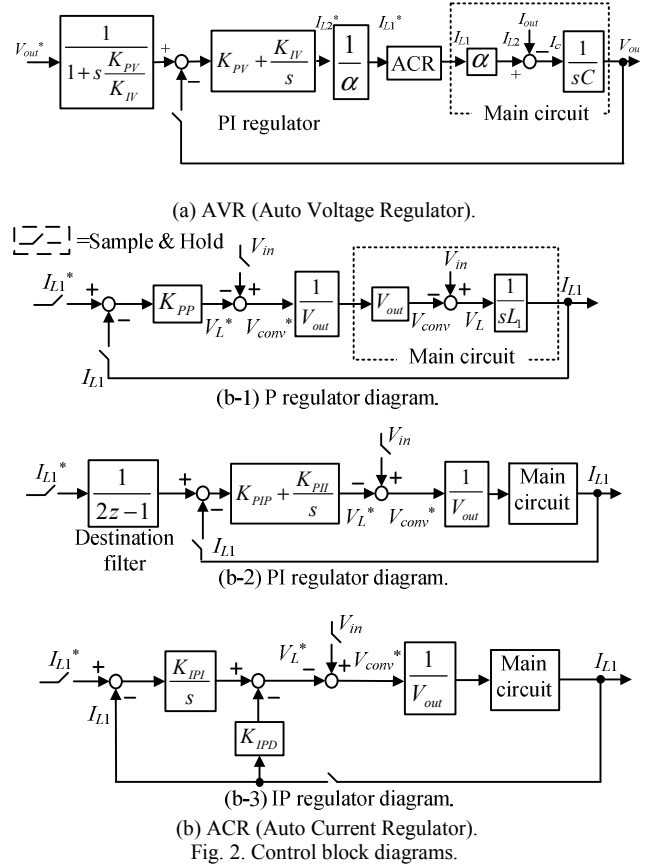 V_out*
1
1+s K_PV
K_IV
+
−
K_PV + K_IV
s
I_L2*
1
α
I_L1*
ACR
I_L1
α
I_L2
+
I_out
−
I_c
1
sC
V_ou
PI regulator
Main circuit
(a) AVR (Auto Voltage Regulator).
=Sample & Hold
I_L1*
+
−
K_PP
−
V_L*
V_in
+
V_conv*
1
V_out
V_out
−
V_conv
V_in
+
V_L
1
sL_1
I_L1
Main circuit
I_L1
(b-1) P regulator diagram.
I_L1*
1
2z−1
Destination
filter
+
−
K_PIP + K_PII
s
−
V_L*
V_in
+
V_conv*
1
V_out
Main
circuit
I_L1
I_L1
(b-2) PI regulator diagram.
I_L1*
+
−
I_L1
K_IPI
s
+
−
K_IPD
V_L*
−
V_in
+
V_conv*
1
V_out
Main
circuit
I_L1
(b-3) IP regulator diagram.
(b) ACR (Auto Current Regulator).
Fig. 2. Control block diagrams.